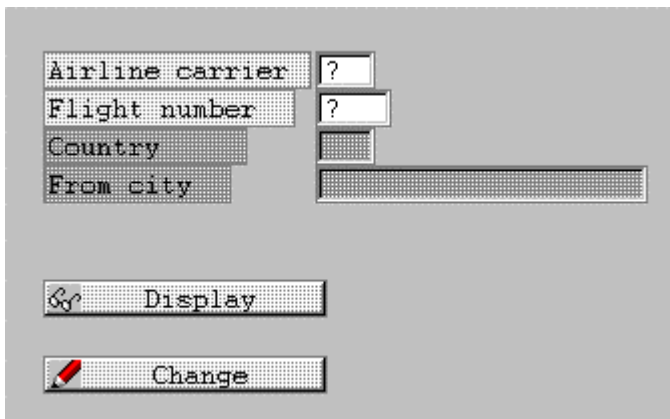 Airline carrier ?
Flight number ?
Country
From city
Display
Change